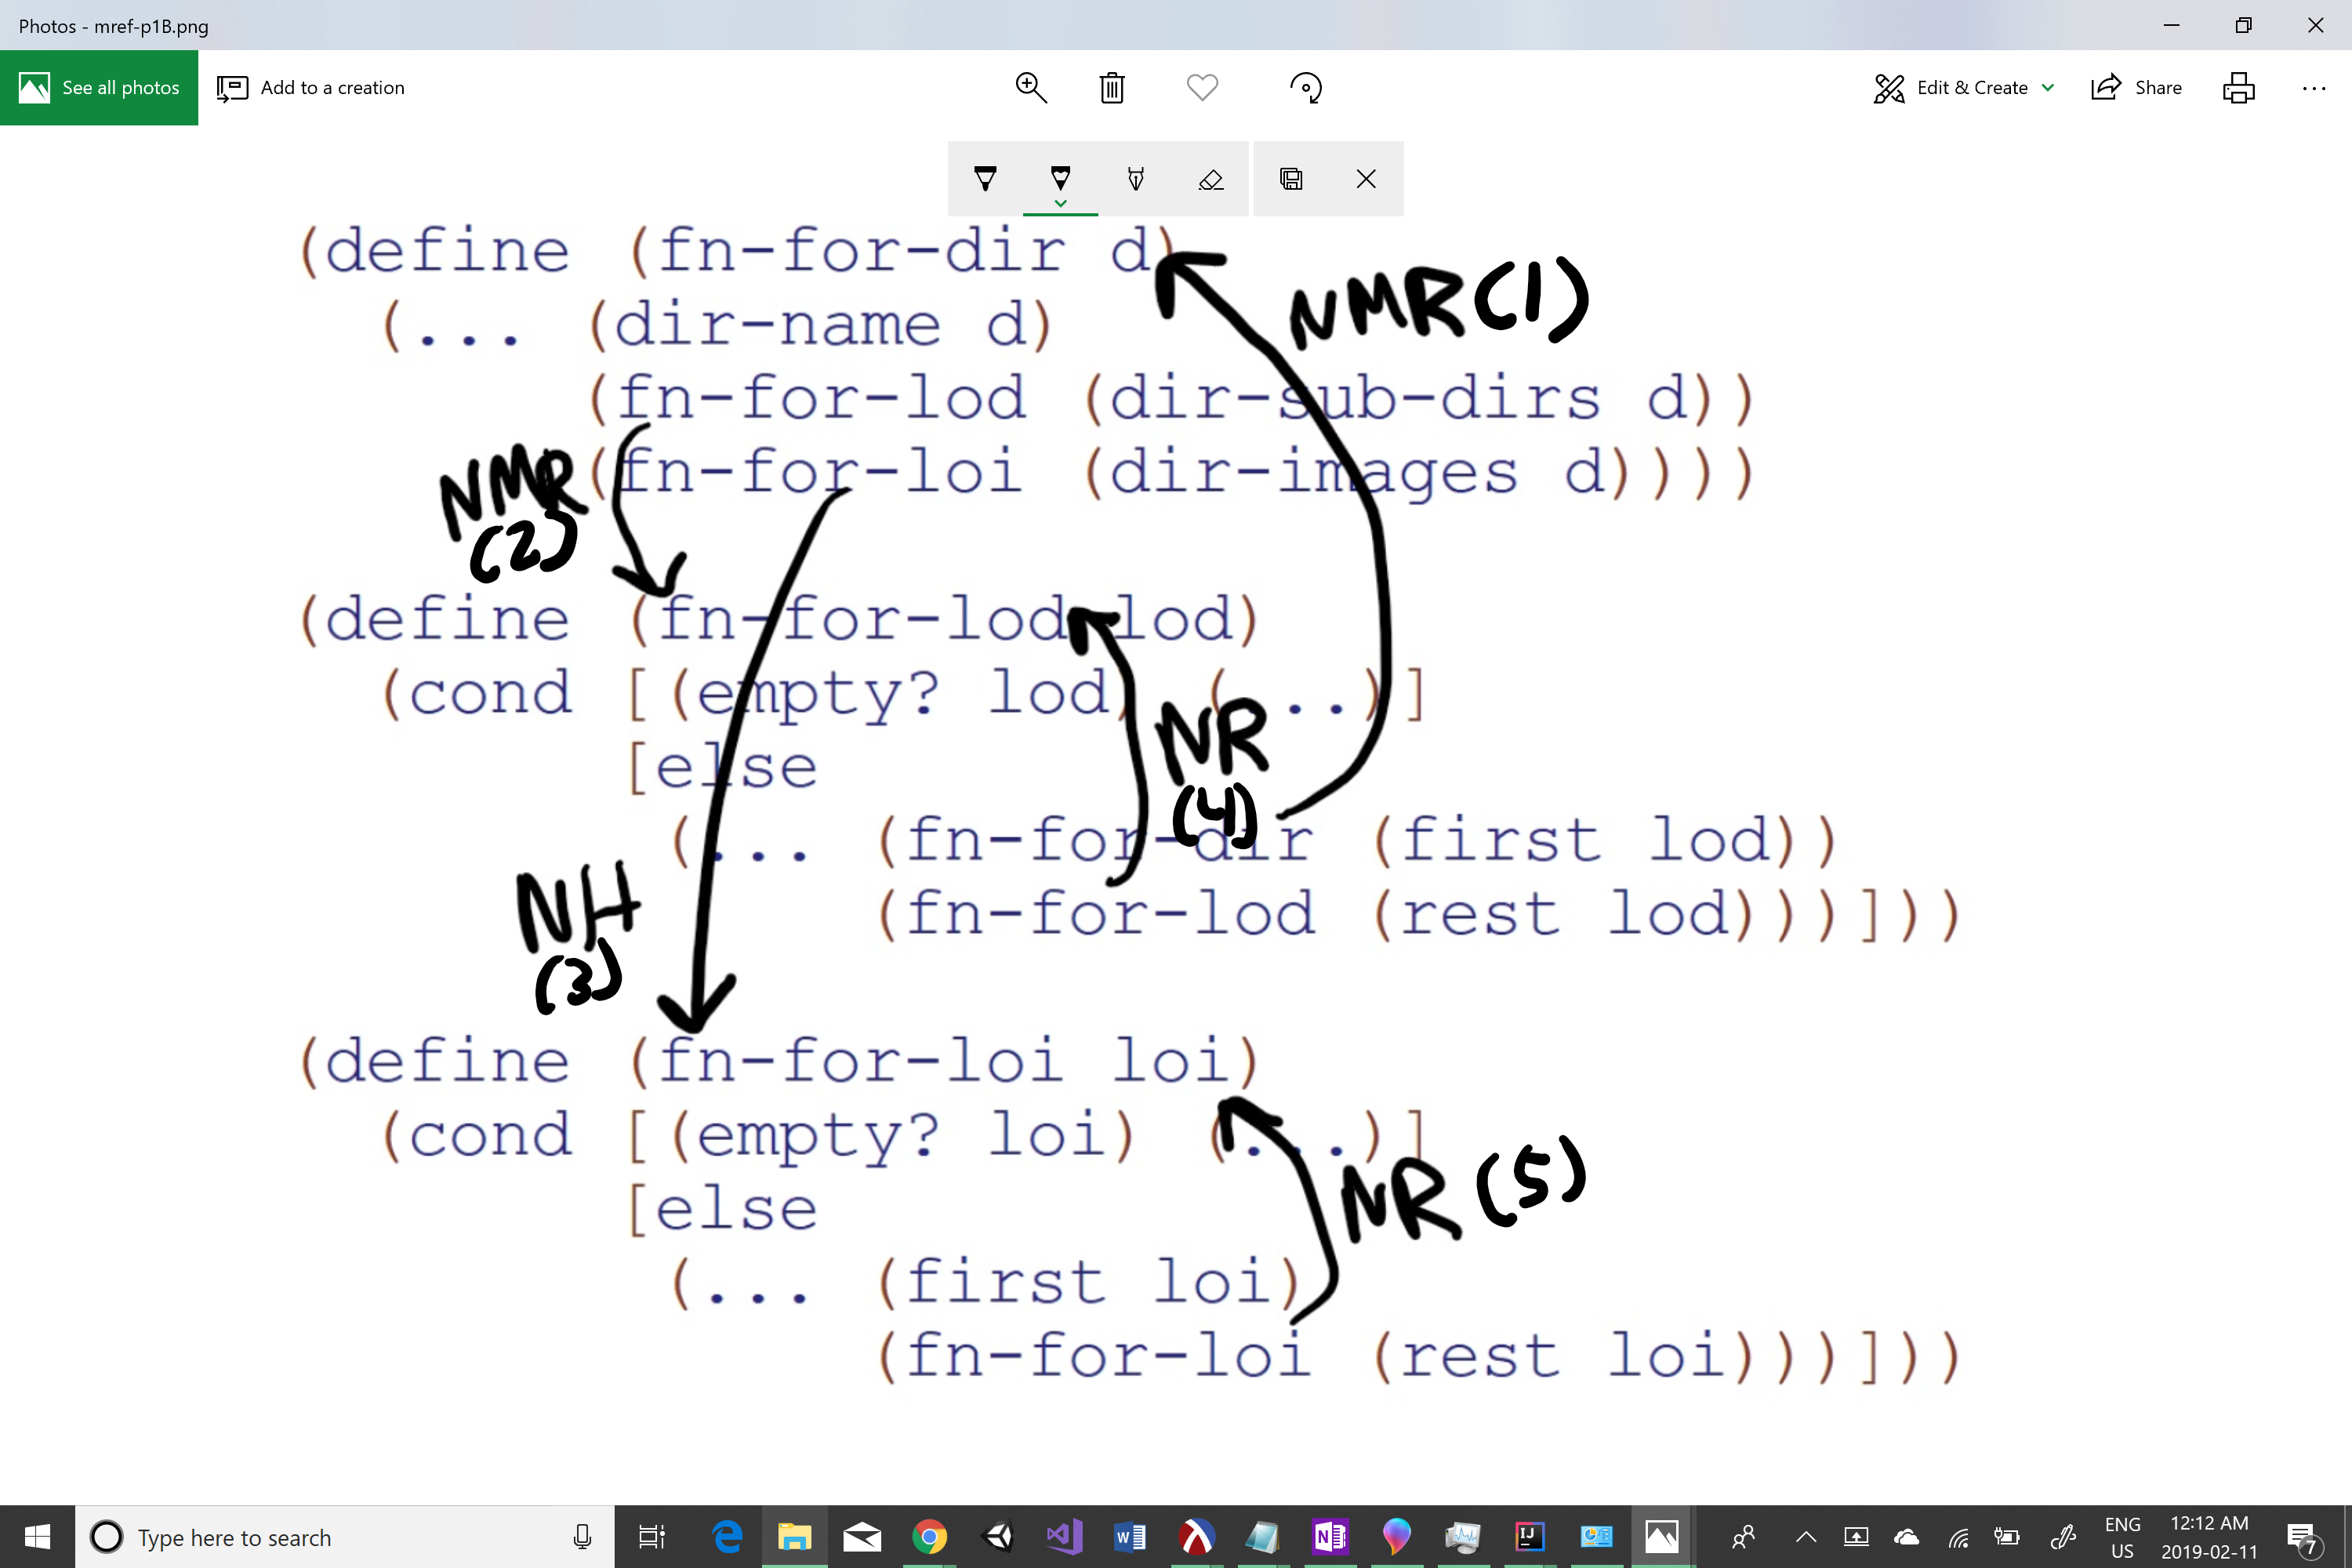 Photos - mref-p1B.png
See all photos
Add to a creation
Edit & Create
Share
(define (fn-for-dir d)
NMR(1)
(... (dir-name d)
(fn-for-lod (dir-sub-dirs d))
NMR
(fn-for-loi (dir-images d))))
(2)
(define (fn-for-lod lod)
(cond [(empty? lod) (...)]
NR
[else
(4)
(... (fn-for-dir (first lod))
NH
(fn-for-lod (rest lod)))]))
(3)
(define (fn-for-loi loi)
(cond [(empty? loi) (...)]
NR (5)
[else
(... (first loi)
(fn-for-loi (rest loi)))]))
Type here to search
ENG
US
12:12 AM
2019-02-11
7